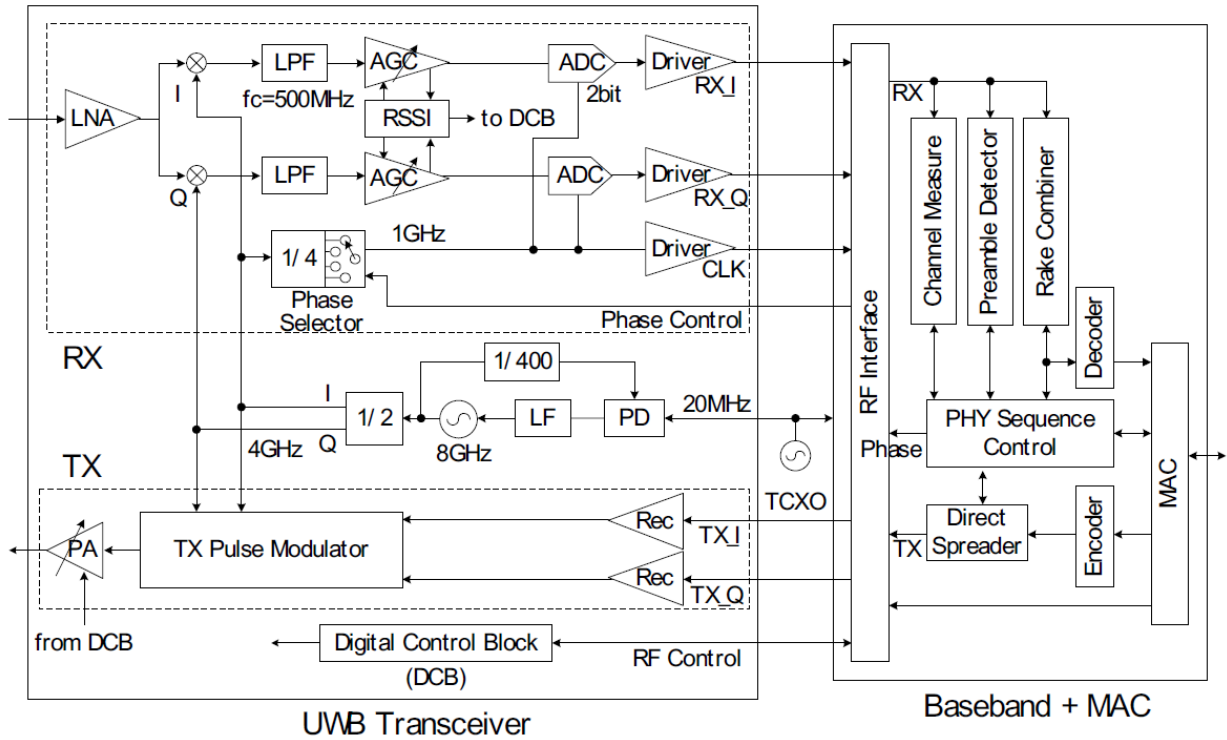 LNA
I
Q
LPF
fc=500MHz
LPF
AGC
RSSI
to DCB
AGC
ADC
2bit
ADC
Driver
RX_I
Driver
RX_Q
Driver
CLK
1/ 4
1GHz
Phase
Selector
Phase Control
RX
1/ 400
I
Q
1/ 2
4GHz
8GHz
LF
PD
20MHz
TCXO
TX
PA
TX Pulse Modulator
Rec
TX_I
Rec
TX_Q
from DCB
Digital Control Block
(DCB)
RF Control
UWB Transceiver
RF Interface
RX
Channel Measure
Preamble Detector
Rake Combiner
Decoder
PHY Sequence
Control
Phase
Direct
Spreader
TX
Encoder
MAC
Baseband + MAC